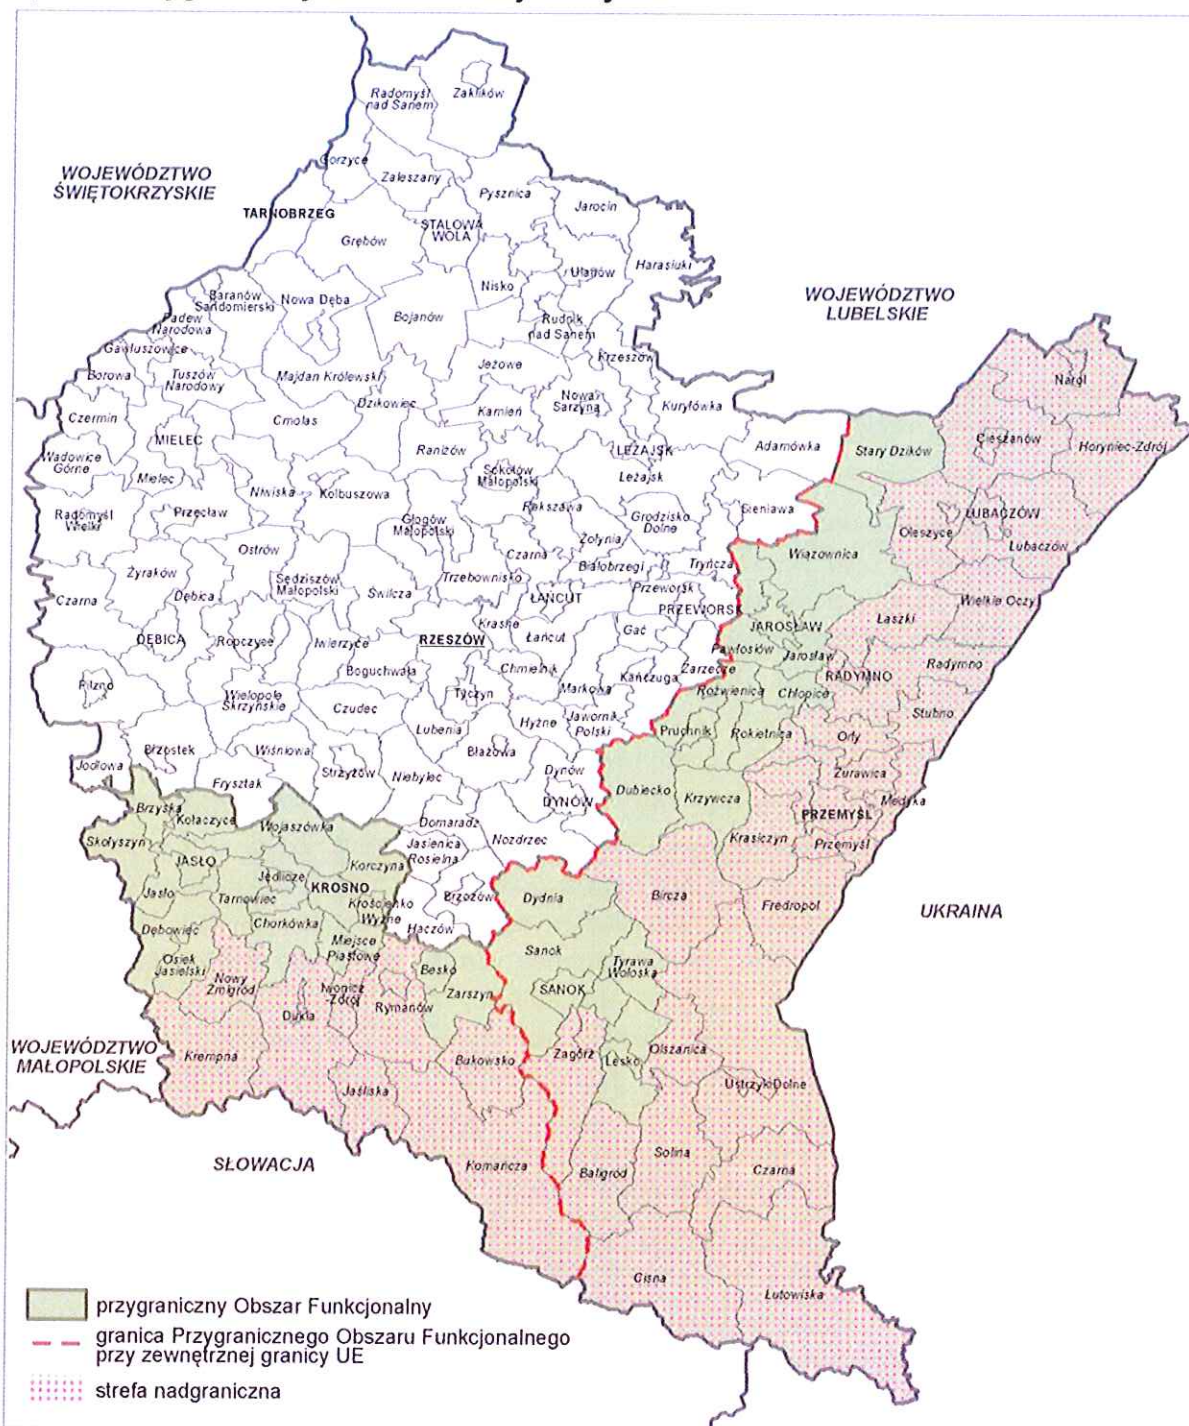 Radomyśl
nad Sanem
Zaklików
WOJEWÓDZTWO
ŚWIĘTOKRZYSKIE
Gorzyce
Zaleszany
Pysznica
Jarocin
TARNOBRZEG
STALOWA
WOLA
Grębów
Harasiuki
Ulanów
Nisko
Baranów
Sandomierski
Nowa Dęba
WOJEWÓDZTWO
LUBELSKIE
Padew
Narodowa
Bojanów
Rudnik
nad Sanem
Gawłuszowice
Krzeszów
Borowa
Tuszów
Narodowy
Majdan Królewski
Jeżowe
Narol
Czermin
Cmolas
Dzikowiec
Kamień
Nowa
Sarzyna
Kuryłówka
MIELEC
Cieszanów
Horyniec-Zdrój
Wadowice
Górne
Raniżów
LEŻAJSK
Adamówka
Stary Dzików
Mielec
Niwiska
Kolbuszowa
Sokołów
Małopolski
Leżajsk
Radomyśl
Wielki
Przecław
Rakszawa
Sieniawa
LUBACZÓW
Głogów
Małopolski
Grodzisko
Dolne
Oleszyce
Lubaczów
Ostrów
Czarna
Żołynia
Wiązownica
Żyraków
Sędziszów
Małopolski
Trzebownisko
Białobrzegi
Tryńcza
Czarna
Dębica
Świlcza
ŁAŃCUT
Przeworsk
PRZEWORSK
Wielkie Oczy
Laszki
DĘBICA
Ropczyce
Iwierzyce
RZESZÓW
Krasne
Łańcut
Gać
JAROSŁAW
Pawłosiów
Jarosław
Radymno
Boguchwała
Chmielnik
Kańczuga
Zarzecze
RADYMNO
Pilzno
Wielopole
Skrzyńskie
Czudec
Tyczyn
Markowa
Roźwienica
Chłopice
Stubno
Lubenia
Hyżne
Jawornik
Polski
Pruchnik
Rokietnica
Orły
Brzostek
Wiśniowa
Błażowa
Jodłowa
Strzyżów
Niebylec
Dynów
Żurawica
Frysztak
DYNÓW
Dubiecko
Krzywcza
PRZEMYŚL
Medyka
Brzyska
Kołaczyce
Wojaszówka
Domaradz
Nozdrzec
Krasiczyn
Przemyśl
Skołyszyn
JASŁO
Korczyna
Jasienica
Rosielna
Jedlicze
KROSNO
Jasło
Tarnowiec
Krościenko
Wyżne
Brzozów
Dydnia
Bircza
Fredropol
UKRAINA
Dębowiec
Chorkówka
Haczów
Miejsce
Piastowe
Sanok
Osiek
Jasielski
Nowy
Żmigród
Besko
Tyrawa
Wołoska
Iwonicz
-Zdrój
Rymanów
Zarszyn
SANOK
Dukla
WOJEWÓDZTWO
MAŁOPOLSKIE
Krempna
Bukowsko
Zagórz
Lesko
Olszanica
Jaśliska
Ustrzyki Dolne
SŁOWACJA
Komańcza
Baligród
Solina
Czarna
Cisna
Lutowiska
przygraniczny Obszar Funkcjonalny
granica Przygranicznego Obszaru Funkcjonalnego
przy zewnętrznej granicy UE
strefa nadgraniczna